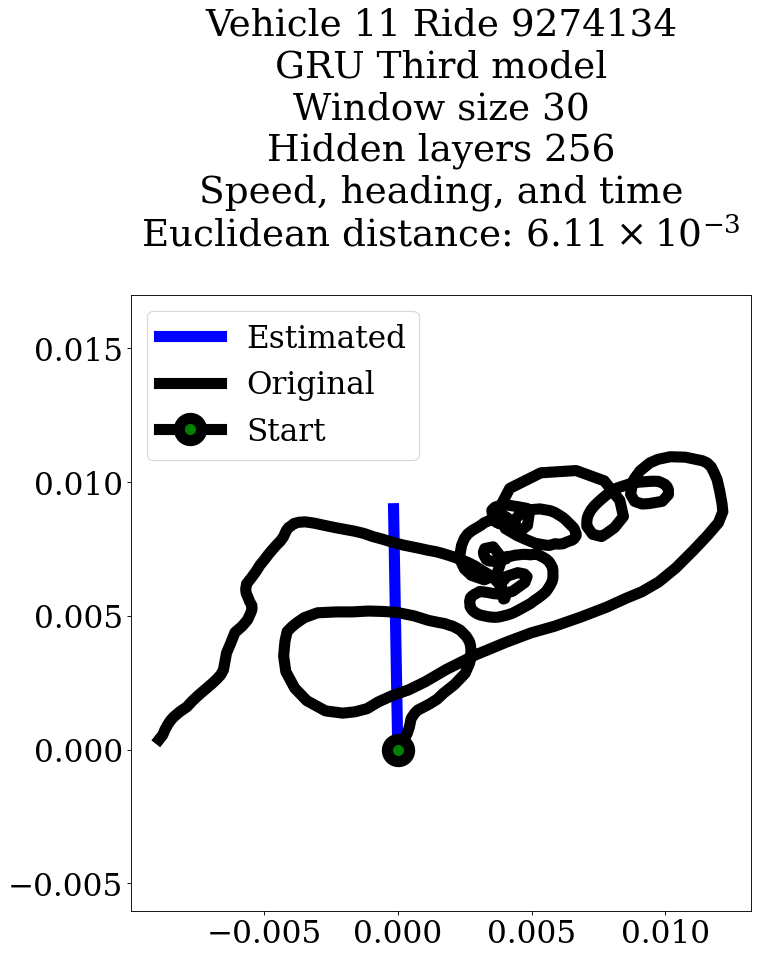 Vehicle 11 Ride 9274134
GRU Third model
Window size 30
Hidden layers 256
Speed, heading, and time
Euclidean distance: 6.11 × 10⁻³
Estimated
Original
Start
0.015
0.010
0.005
0.000
−0.005
−0.005
0.000
0.005
0.010